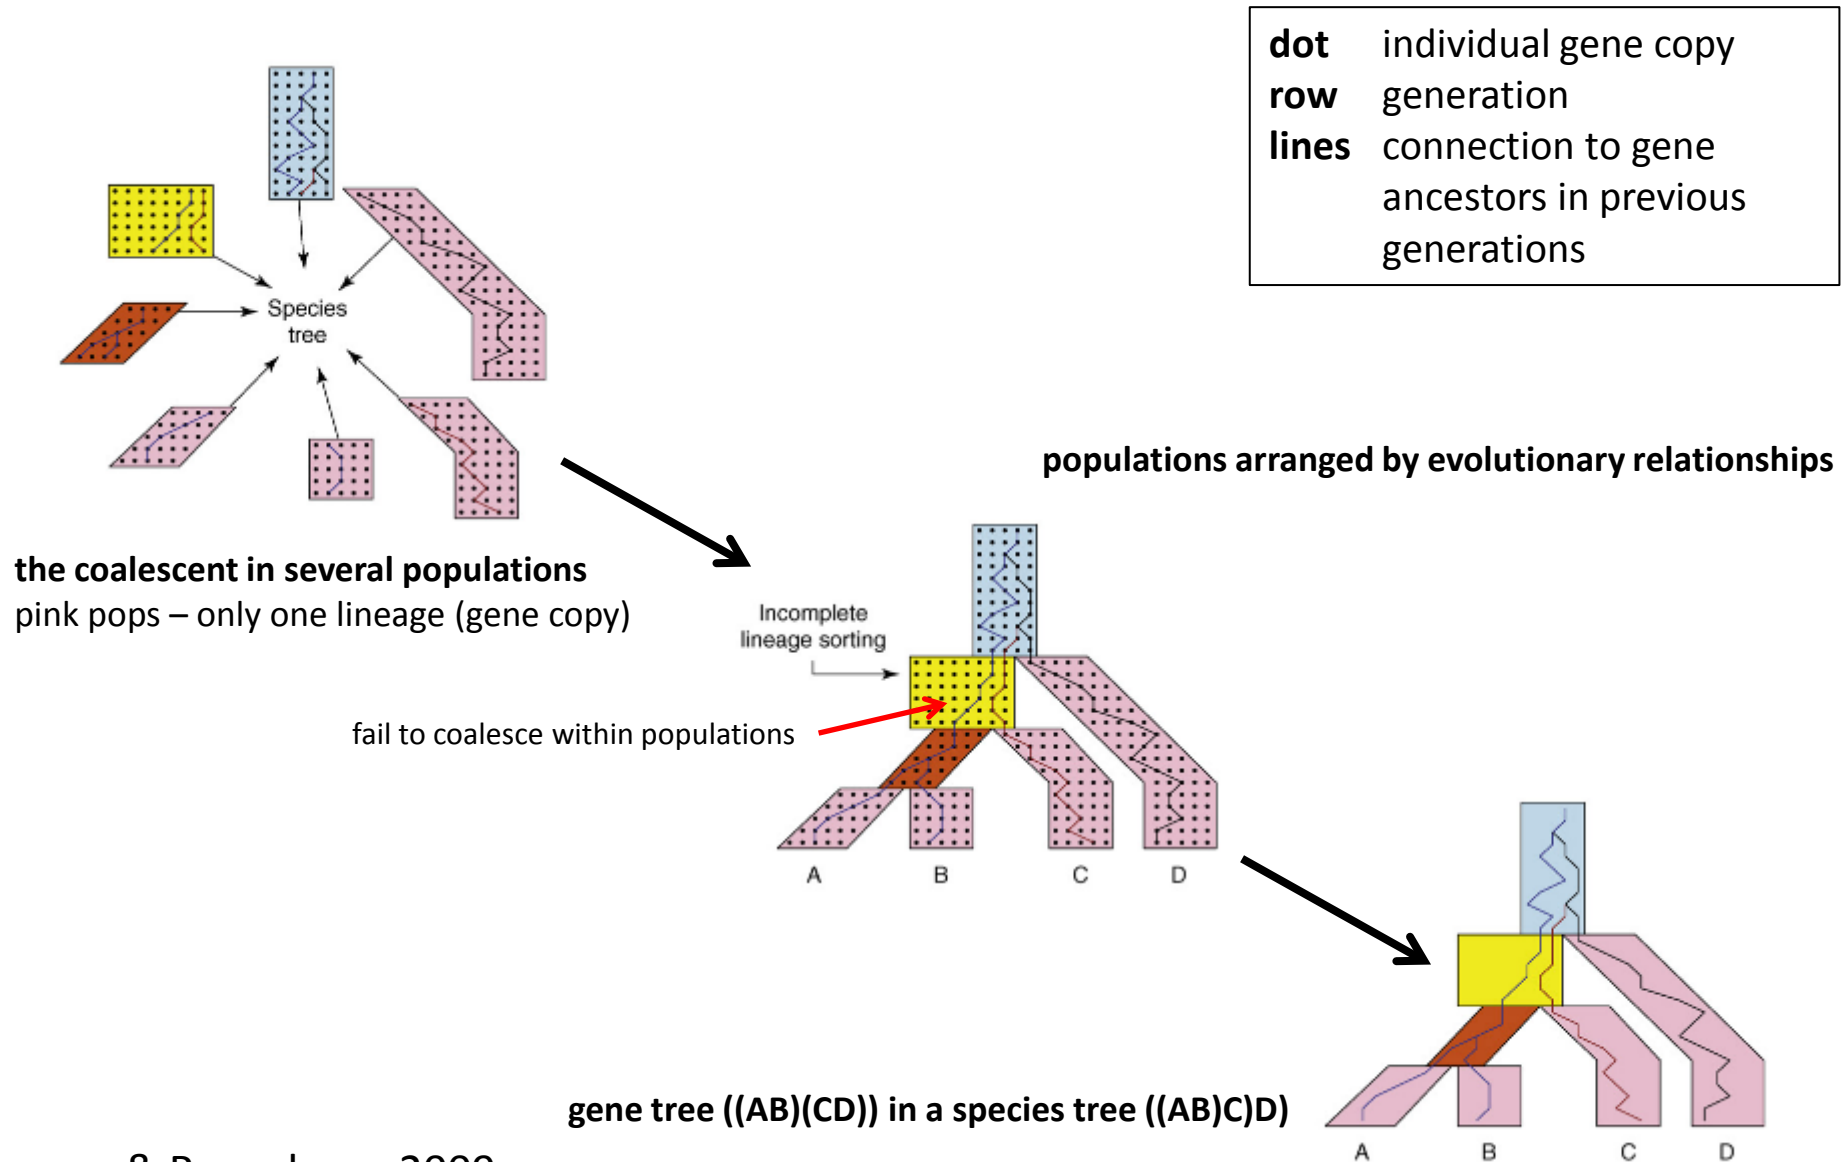 dot individual gene copy
row generation
lines connection to gene
ancestors in previous
generations
Species
tree
populations arranged by evolutionary relationships
the coalescent in several populations
pink pops – only one lineage (gene copy)
Incomplete
lineage sorting
fail to coalesce within populations
A B C D
gene tree ((AB)(CD)) in a species tree ((AB)C)D)
A B C D